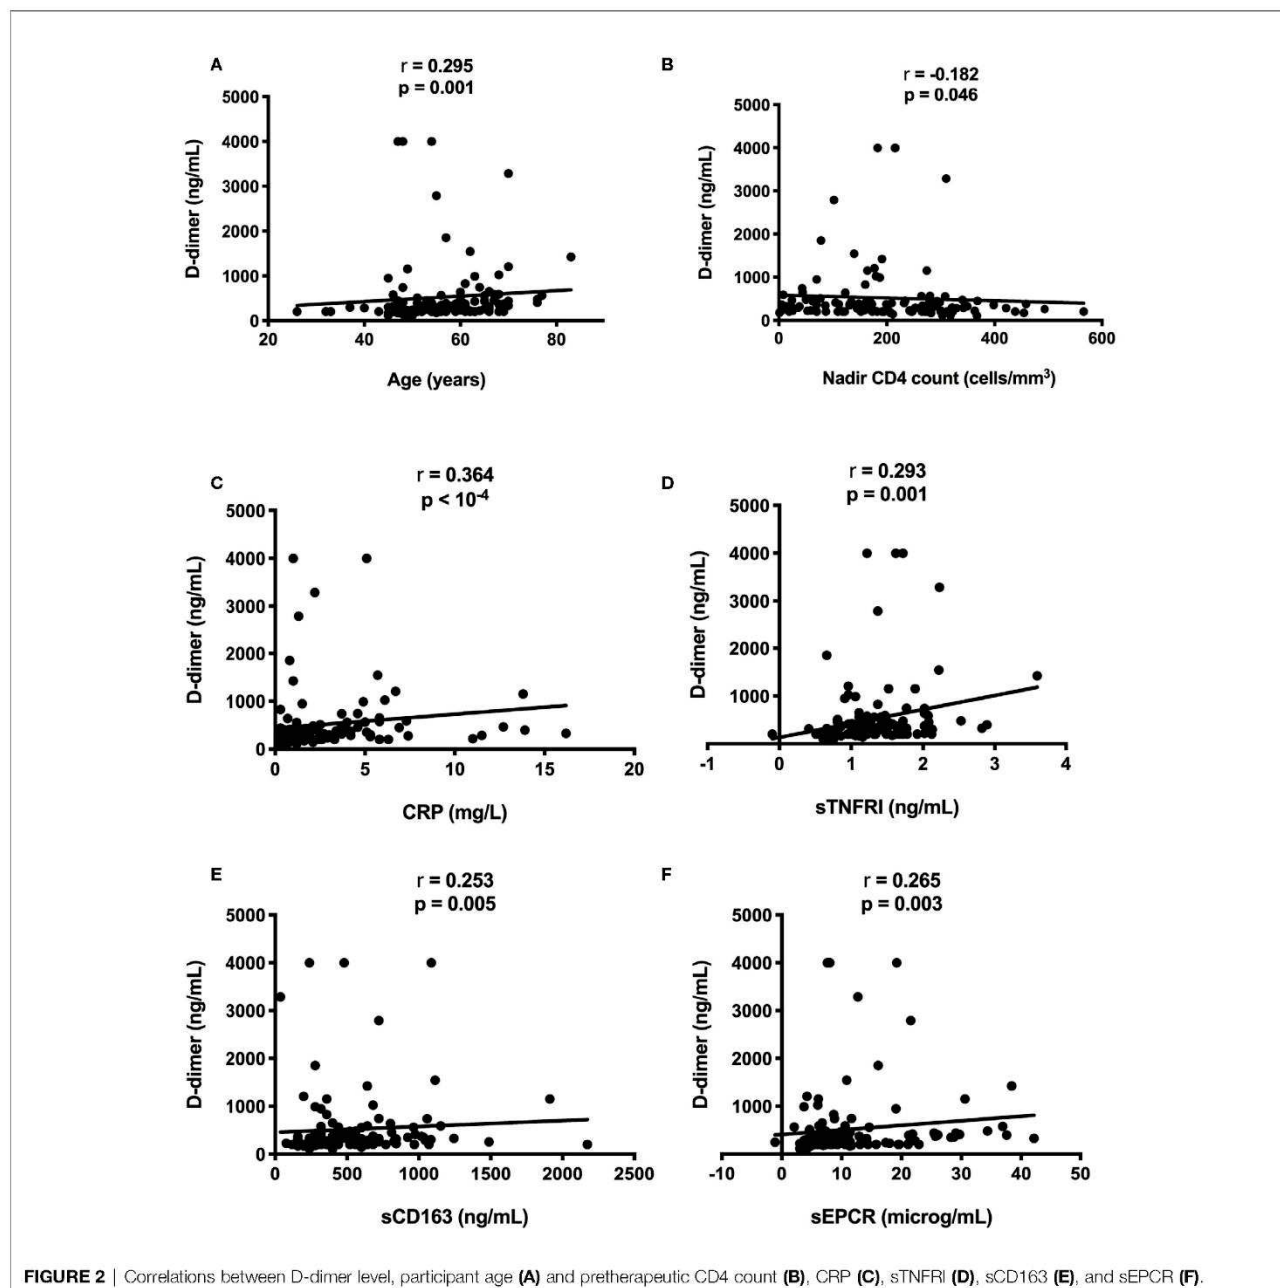 A
r = 0.295
p = 0.001
5000
4000
3000
2000
1000
0
D-dimer (ng/mL)
20 40 60 80
Age (years)
B
r = -0.182
p = 0.046
5000
4000
3000
2000
1000
0
D-dimer (ng/mL)
0 200 400 600
Nadir CD4 count (cells/mm³)
C
r = 0.364
p < 10⁻⁴
5000
4000
3000
2000
1000
0
D-dimer (ng/mL)
0 5 10 15 20
CRP (mg/L)
D
r = 0.293
p = 0.001
5000
4000
3000
2000
1000
D-dimer (ng/mL)
-1 0 1 2 3 4
sTNFRI (ng/mL)
E
r = 0.253
p = 0.005
5000
4000
3000
2000
1000
0
D-dimer (ng/mL)
0 500 1000 1500 2000 2500
sCD163 (ng/mL)
F
r = 0.265
p = 0.003
5000
4000
3000
2000
1000
D-dimer (ng/mL)
-10 0 10 20 30 40 50
sEPCR (microg/mL)
FIGURE 2 | Correlations between D-dimer level, participant age (A) and pretherapeutic CD4 count (B), CRP (C), sTNFRI (D), sCD163 (E), and sEPCR (F).